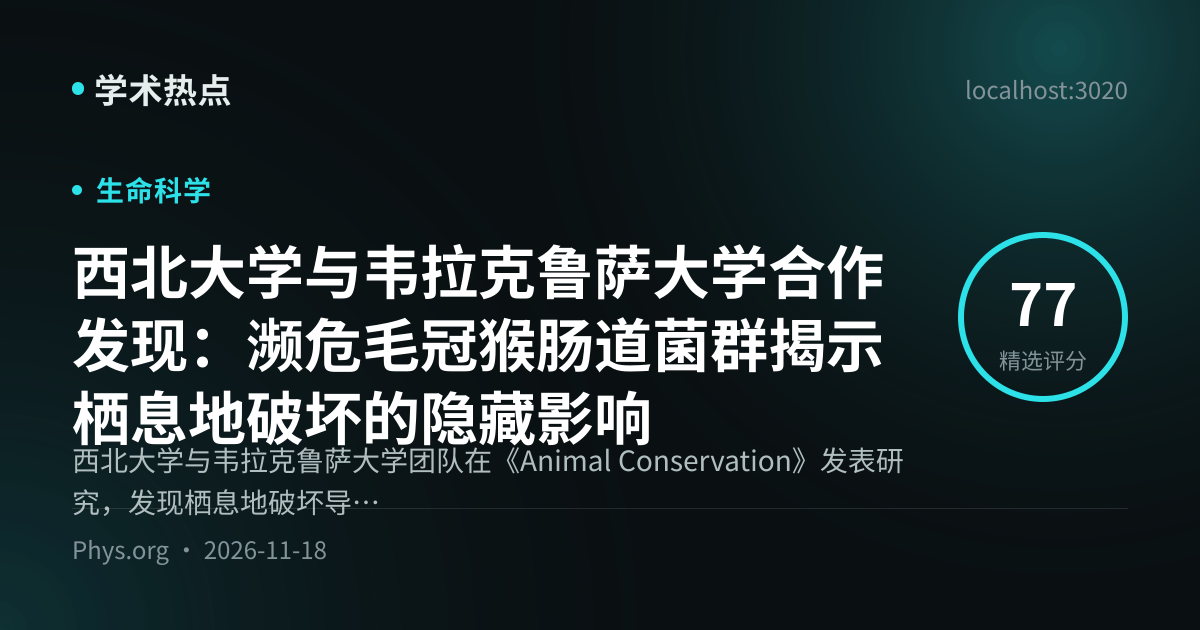 学术热点
localhost:3020
生命科学
西北大学与韦拉克鲁萨大学合作
发现：濒危毛冠猴肠道菌群揭示
栖息地破坏的隐藏影响
77
精选评分
西北大学与韦拉克鲁萨大学团队在《Animal Conservation》发表研
究，发现栖息地破坏导…
Phys.org · 2026-11-18